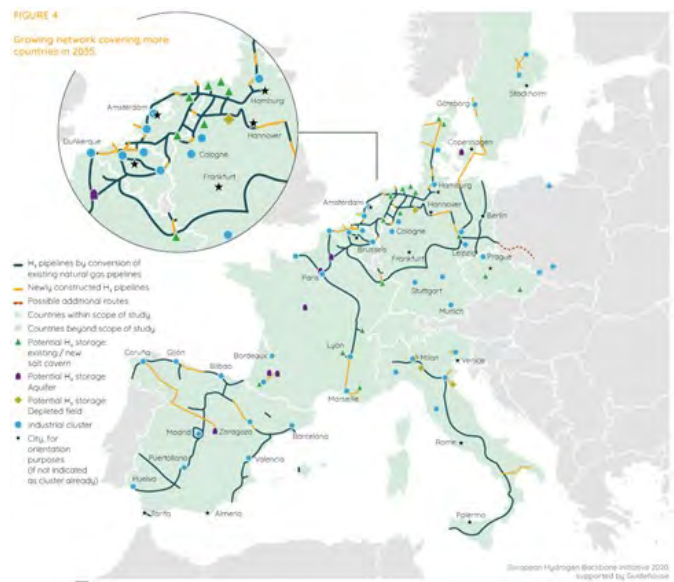 FIGURE 4
Growing network covering more
countries in 2035.
Amsterdam
Hamburg
Hannover
Dunkerque
Cologne
Frankfurt
Stockholm
Göteborg
Copenhagen
Hamburg
Amsterdam
Hannover
Berlin
Cologne
Brussels
Leipzig
Frankfurt
Prague
Paris
Stuttgart
Munich
H₂ pipelines by conversion of
existing natural gas pipelines
Newly constructed H₂ pipelines
Possible additional routes
Countries within scope of study
Countries beyond scope of study
Potential H₂ storage:
existing / new
salt cavern
Potential H₂ storage:
Aquifer
Potential H₂ storage:
Depleted field
Industrial cluster
City, for
orientation
purposes
(if not indicated
as cluster already)
Lyon
Milan
Venice
Bordeaux
Coruña
Gijón
Bilbao
Marseille
Madrid
Zaragoza
Barcelona
Rome
Puertollano
Valencia
Huelva
Palermo
Tarifa
Almería
European Hydrogen Backbone Initiative 2020,
supported by Guidehouse